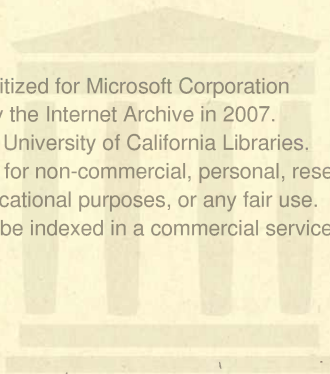 itized for Microsoft Corporation
y the Internet Archive in 2007.
University of California Libraries.
for non-commercial, personal, rese
cational purposes, or any fair use.
be indexed in a commercial service